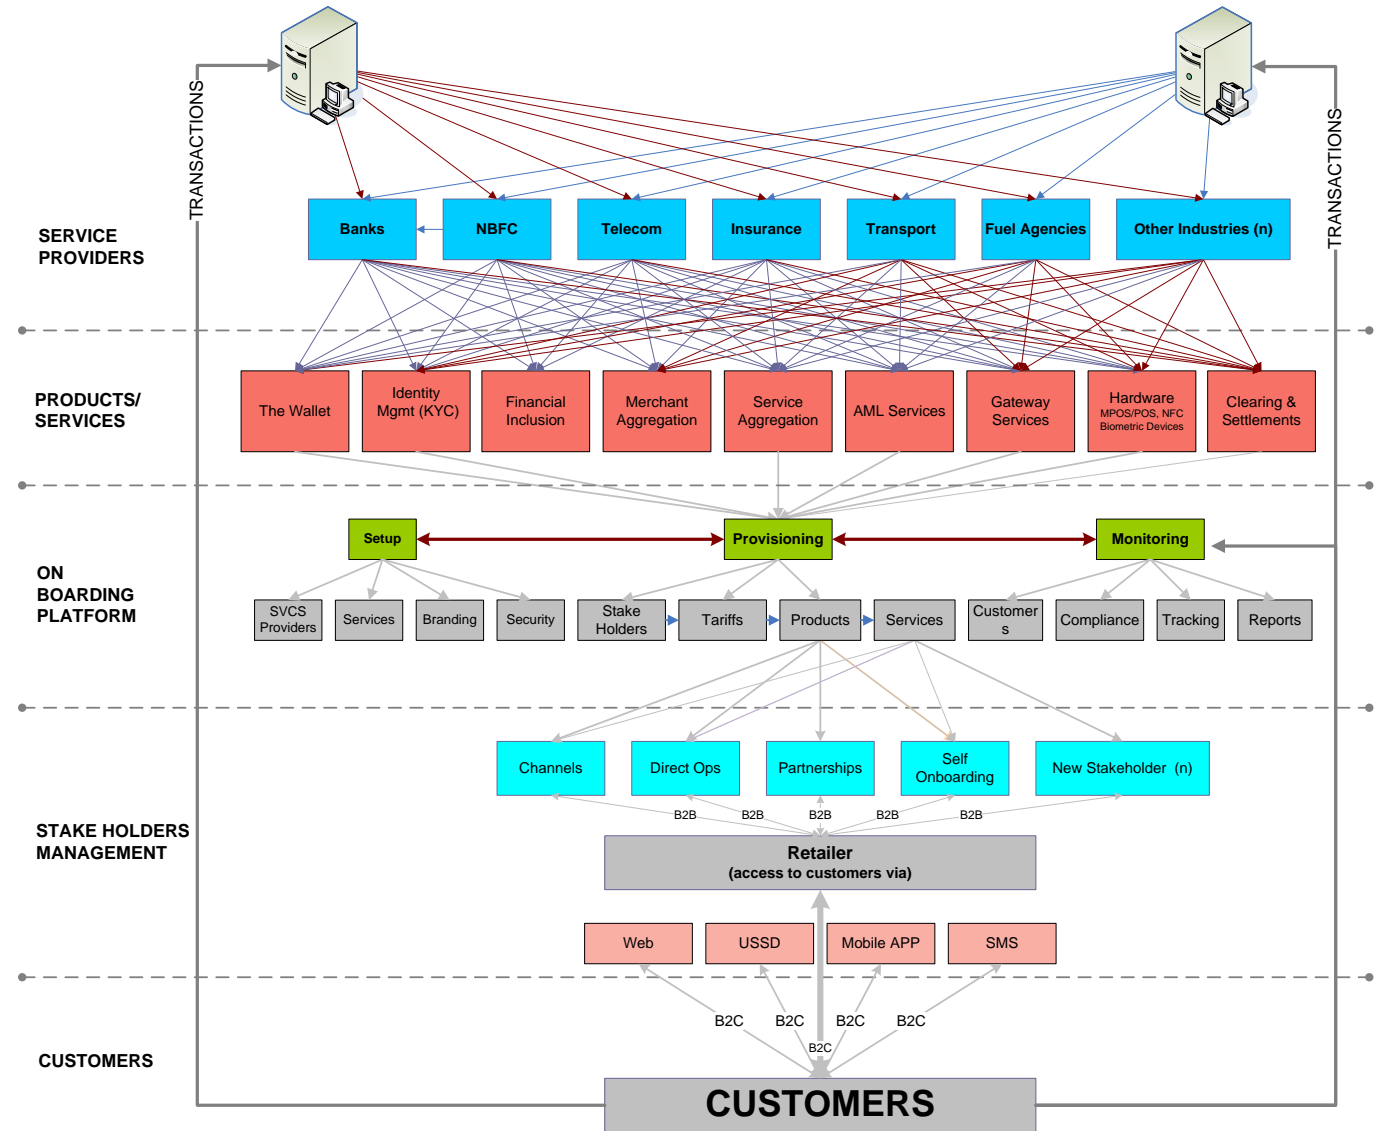 TRANSACTIONS
TRANSACTIONS
SERVICE
PROVIDERS
Banks
NBFC
Telecom
Insurance
Transport
Fuel Agencies
Other Industries (n)
PRODUCTS/
SERVICES
The Wallet
Identity
Mgmt (KYC)
Financial
Inclusion
Merchant
Aggregation
Service
Aggregation
AML Services
Gateway
Services
Hardware
MPOS/POS, NFC
Biometric Devices
Clearing &
Settlements
ON
BOARDING
PLATFORM
Setup
Provisioning
Monitoring
SVCS
Providers
Services
Branding
Security
Stake
Holders
Tariffs
Products
Services
Customer
s
Compliance
Tracking
Reports
STAKE HOLDERS
MANAGEMENT
Channels
Direct Ops
Partnerships
Self
Onboarding
New Stakeholder (n)
B2B
B2B
B2B
B2B
B2B
Retailer
(access to customers via)
Web
USSD
Mobile APP
SMS
B2C
B2C
B2C
B2C
B2C
CUSTOMERS
CUSTOMERS